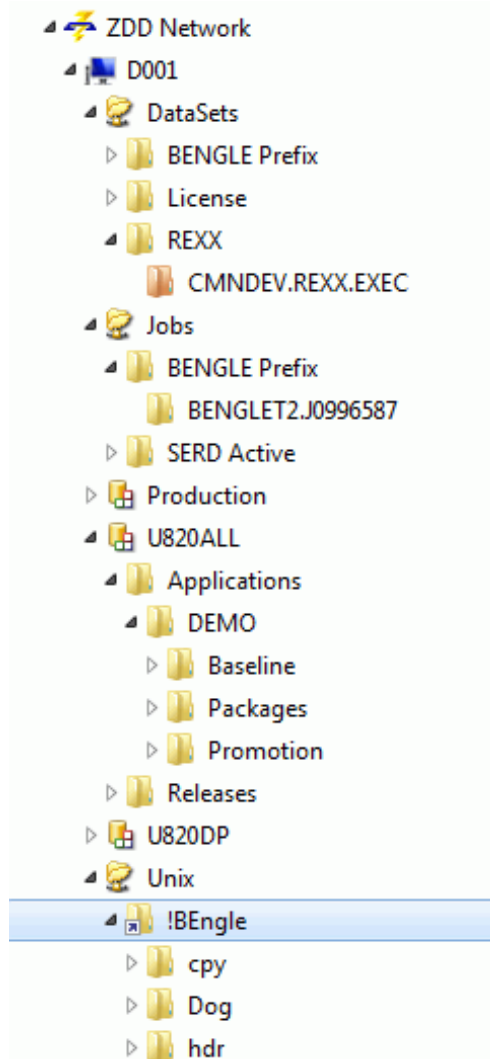 ZDD Network
D001
DataSets
BENGLE Prefix
License
REXX
CMNDEV.REXX.EXEC
Jobs
BENGLE Prefix
BENGLET2.J0996587
SERD Active
Production
U820ALL
Applications
DEMO
Baseline
Packages
Promotion
Releases
U820DP
Unix
!BEngle
cpy
Dog
hdr